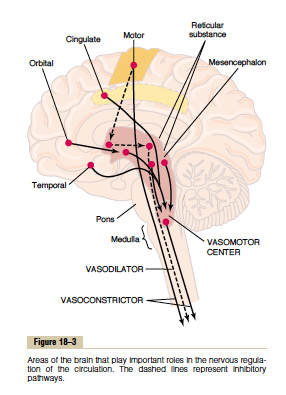 Reticular
substance
Motor
Cingulate
Orbital
Mesencephalon
Temporal
Pons
Medulla
VASOMOTOR
CENTER
VASODILATOR
VASOCONSTRICTOR
Figure 18–3
Areas of the brain that play important roles in the nervous regula-
tion of the circulation. The dashed lines represent inhibitory
pathways.